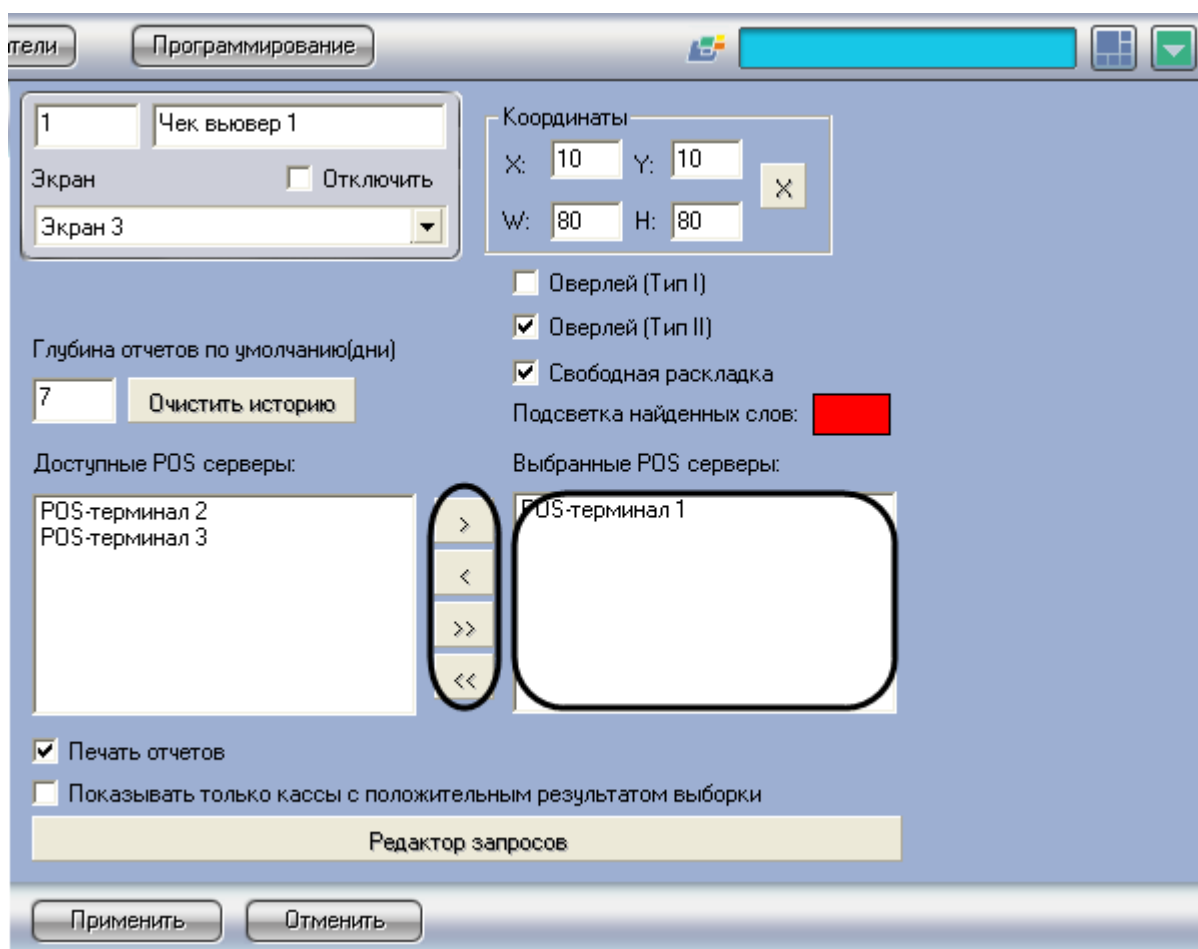 тели
Программирование
1
Чек вьювер 1
Экран
Отключить
Экран 3
Координаты
X: 10 Y: 10
X
W: 80 H: 80
Оверлей (Тип I)
Оверлей (Тип II)
Свободная раскладка
Подсветка найденных слов:
Глубина отчетов по умолчанию(дни)
7
Очистить историю
Доступные POS серверы:
POS-терминал 2
POS-терминал 3
>
<
>>
<<
Выбранные POS серверы:
POS-терминал 1
Печать отчетов
Показывать только кассы с положительным результатом выборки
Редактор запросов
Применить
Отменить